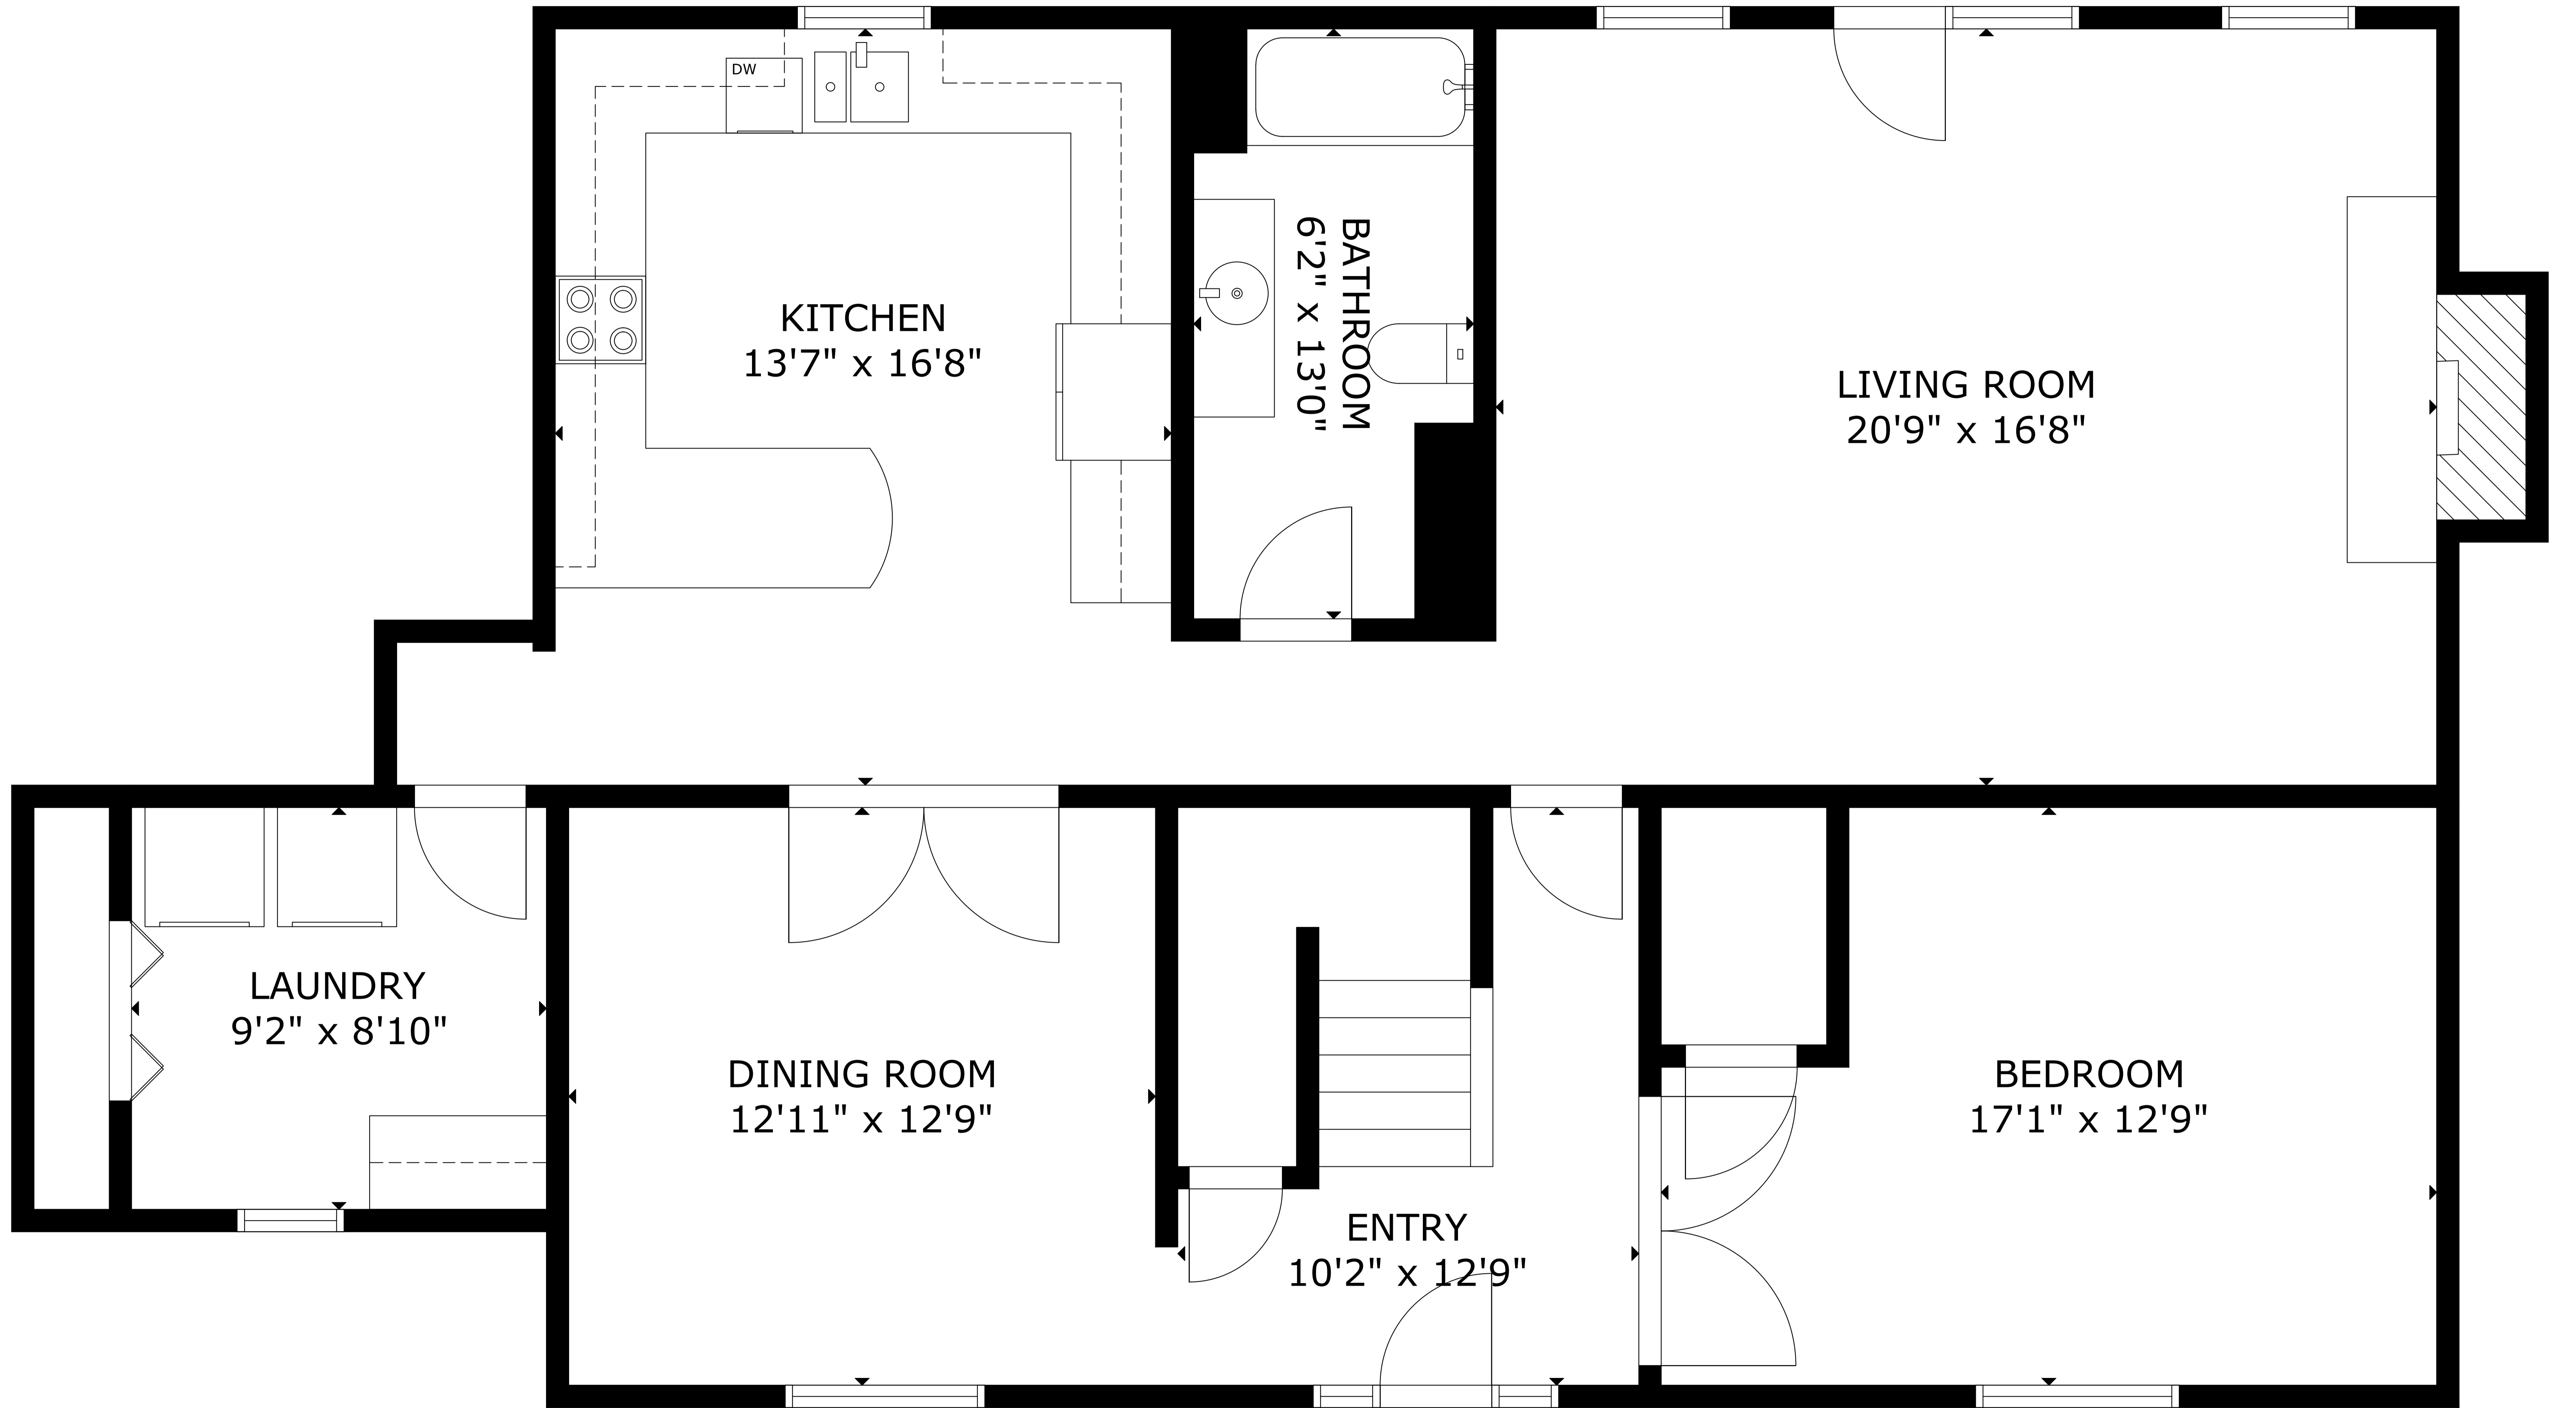 DW
KITCHEN
13'7" x 16'8"
BATHROOM
6'2" x 13'0"
LIVING ROOM
20'9" x 16'8"
LAUNDRY
9'2" x 8'10"
DINING ROOM
12'11" x 12'9"
ENTRY
10'2" x 12'9"
BEDROOM
17'1" x 12'9"